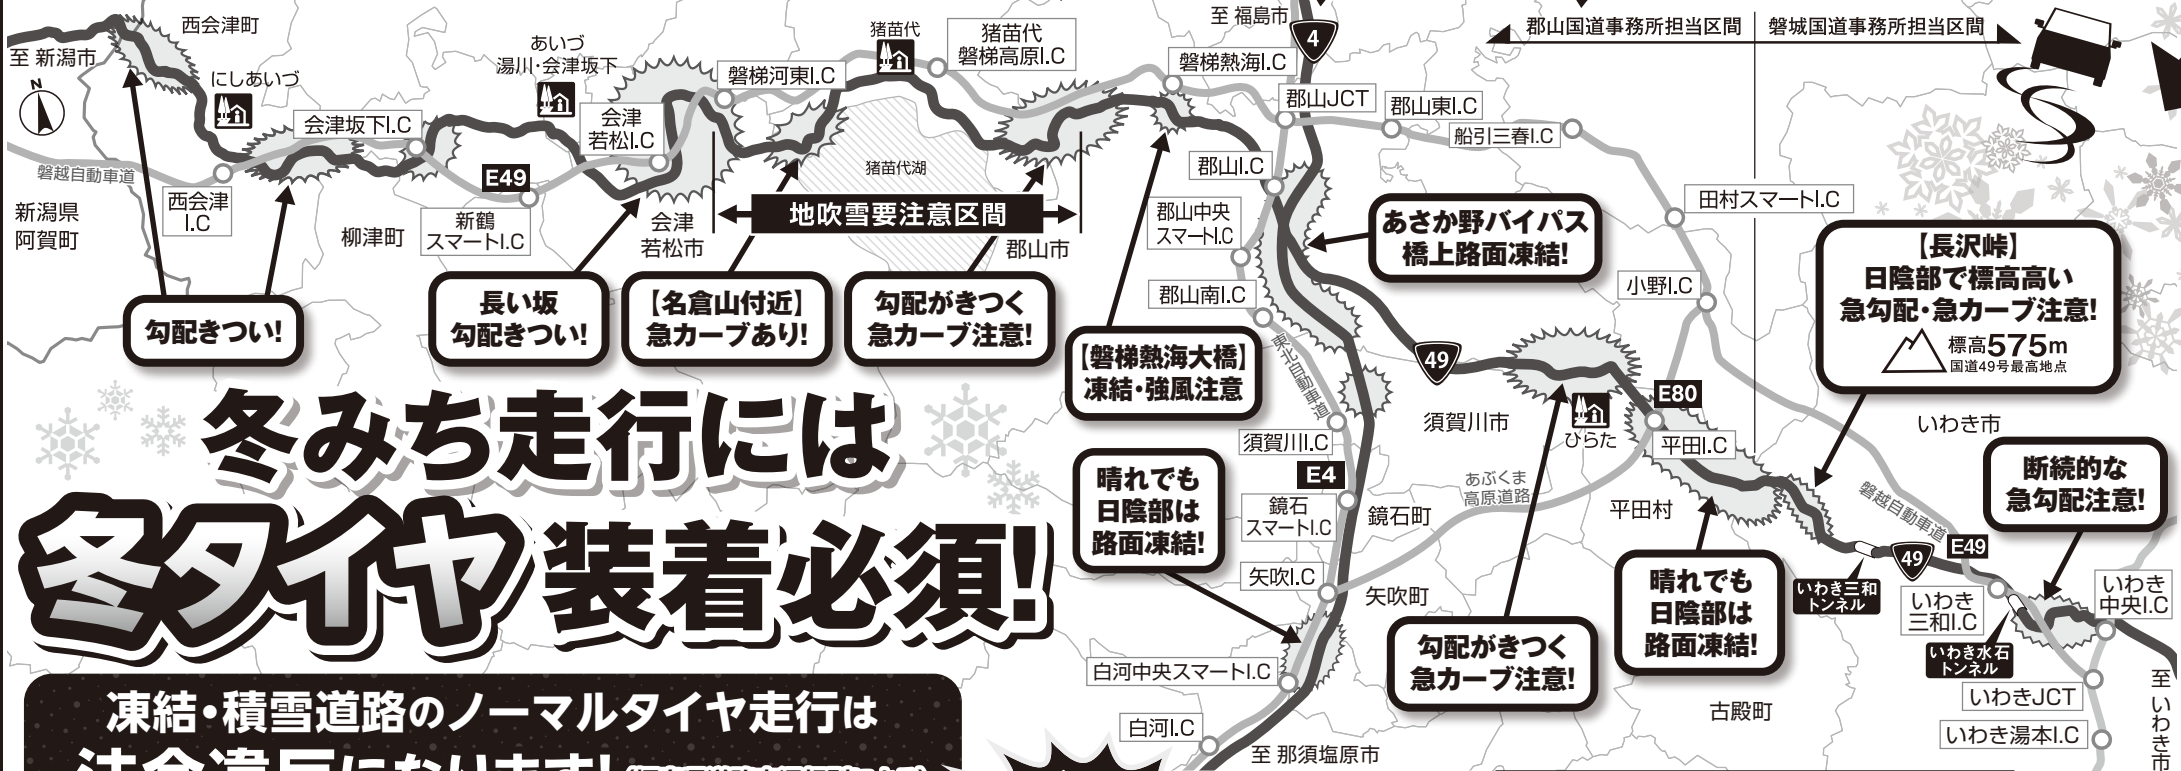 西会津町
至 新潟市
N
にしあいづ
あいづ
湯川・会津坂下
猪苗代
猪苗代
磐梯高原I.C
至 福島市
4
郡山国道事務所担当区間
磐城国道事務所担当区間
会津坂下I.C
会津
若松I.C
磐梯河東I.C
磐梯熱海I.C
郡山JCT
郡山東I.C
船引三春I.C
磐越自動車道
西会津
I.C
E49
新鶴
スマートI.C
新潟県
阿賀町
柳津町
会津
若松市
猪苗代湖
地吹雪要注意区間
郡山市
郡山I.C
郡山中央
スマートI.C
郡山南I.C
田村スマートI.C
小野I.C
あさか野バイパス
橋上路面凍結!
【長沢峠】
日陰部で標高高い
急勾配・急カーブ注意!
標高575m
国道49号最高地点
勾配きつい!
長い坂
勾配きつい!
【名倉山付近】
急カーブあり!
勾配がきつく
急カーブ注意!
【磐梯熱海大橋】
凍結・強風注意
東北自動車道
49
須賀川市
ひらた
E80
平田I.C
いわき市
須賀川I.C
E4
鏡石
スマートI.C
鏡石町
あぶくま
高原道路
平田村
磐越自動車道
断続的な
急勾配注意!
冬みち走行には
冬タイヤ装着必須!
晴れでも
日陰部は
路面凍結!
矢吹I.C
矢吹町
勾配がきつく
急カーブ注意!
晴れでも
日陰部は
路面凍結!
いわき三和
トンネル
49
E49
いわき
三和I.C
いわき
中央I.C
いわき水石
トンネル
いわきJCT
いわき湯本I.C
至 いわき市
古殿町
白河中央スマートI.C
白河I.C
至 那須塩原市
凍結・積雪道路のノーマルタイヤ走行は
法令違反になります!